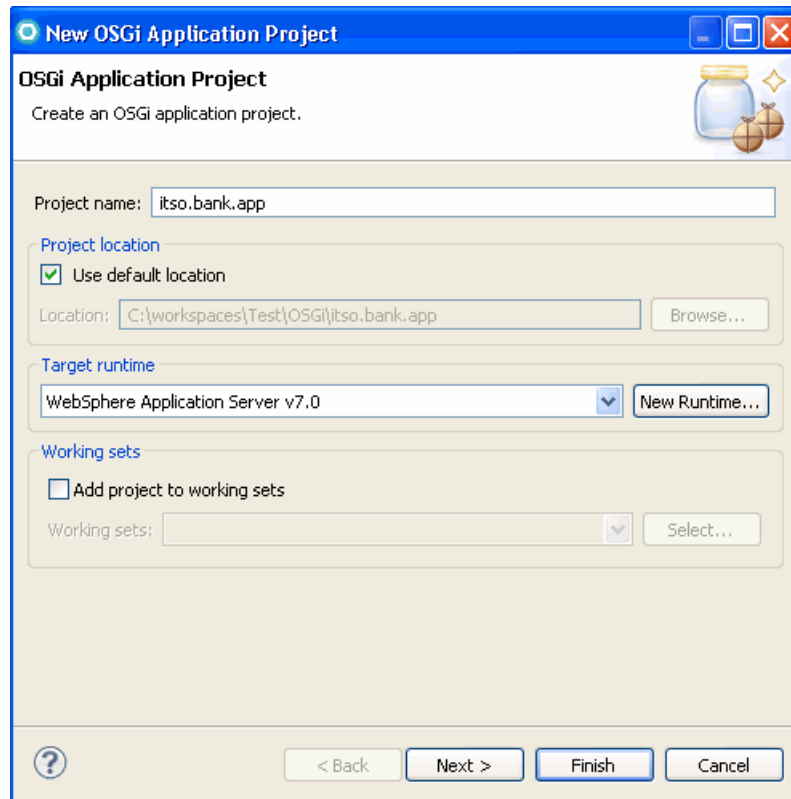 New OSGi Application Project
OSGi Application Project
Create an OSGi application project.
Project name: itso.bank.app
Project location
Use default location
Location: C:\workspaces\Test\OSGi\itso.bank.app Browse...
Target runtime
WebSphere Application Server v7.0 New Runtime...
Working sets
Add project to working sets
Working sets: Select...
? < Back Next > Finish Cancel